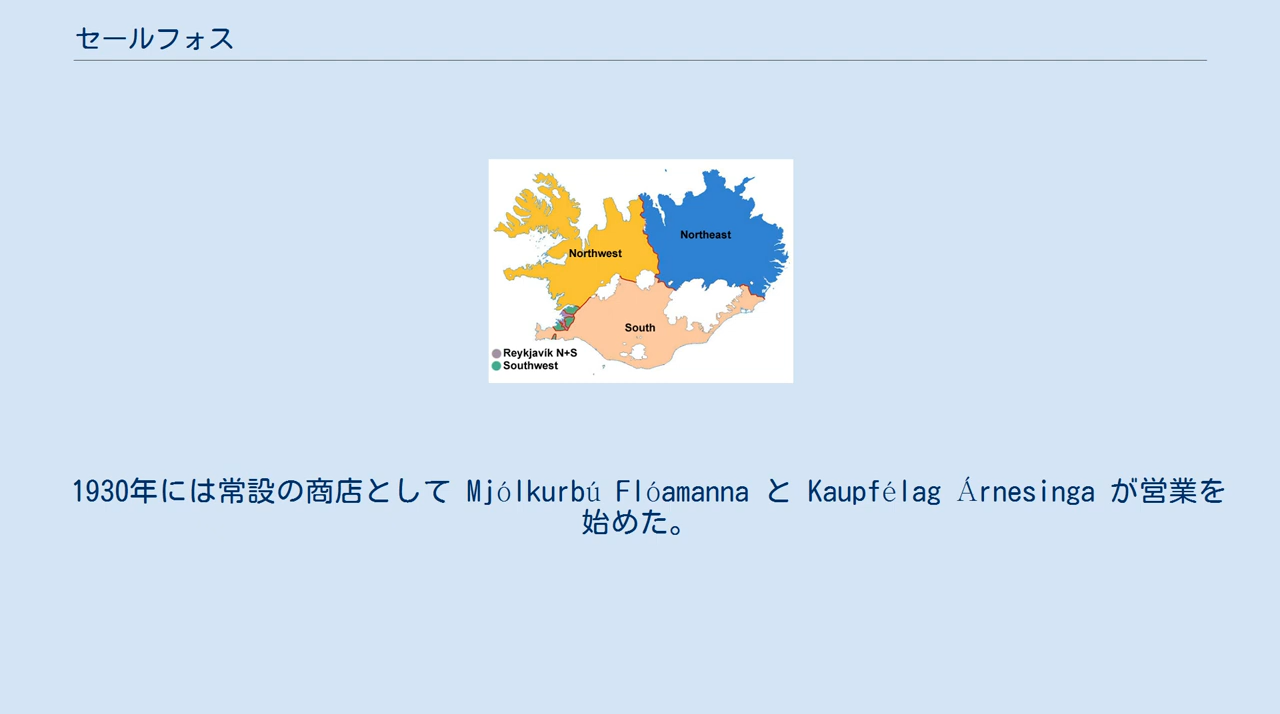 セールフォス
Northwest
Northeast
South
Reykjavík N+S
Southwest
1930年には常設の商店として Mjólkurbú Flóamanna と Kaupfélag Árnesinga が営業を
始めた。